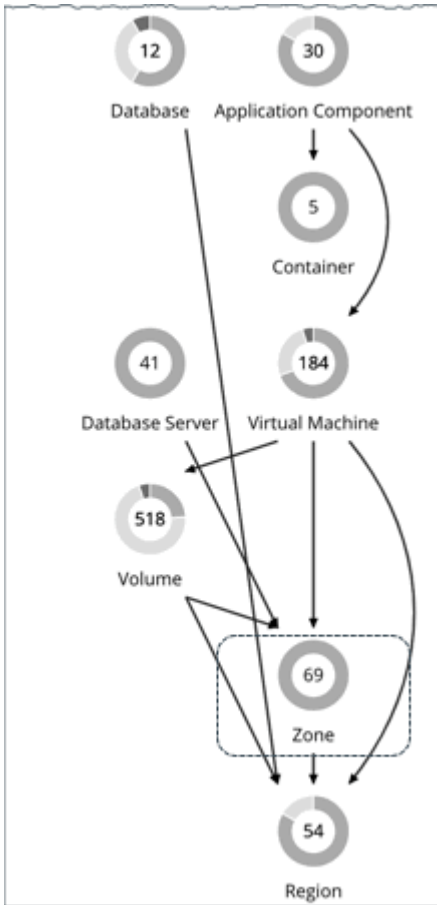 12
30
Database
Application Component
5
Container
41
184
Database Server
Virtual Machine
518
Volume
69
Zone
54
Region